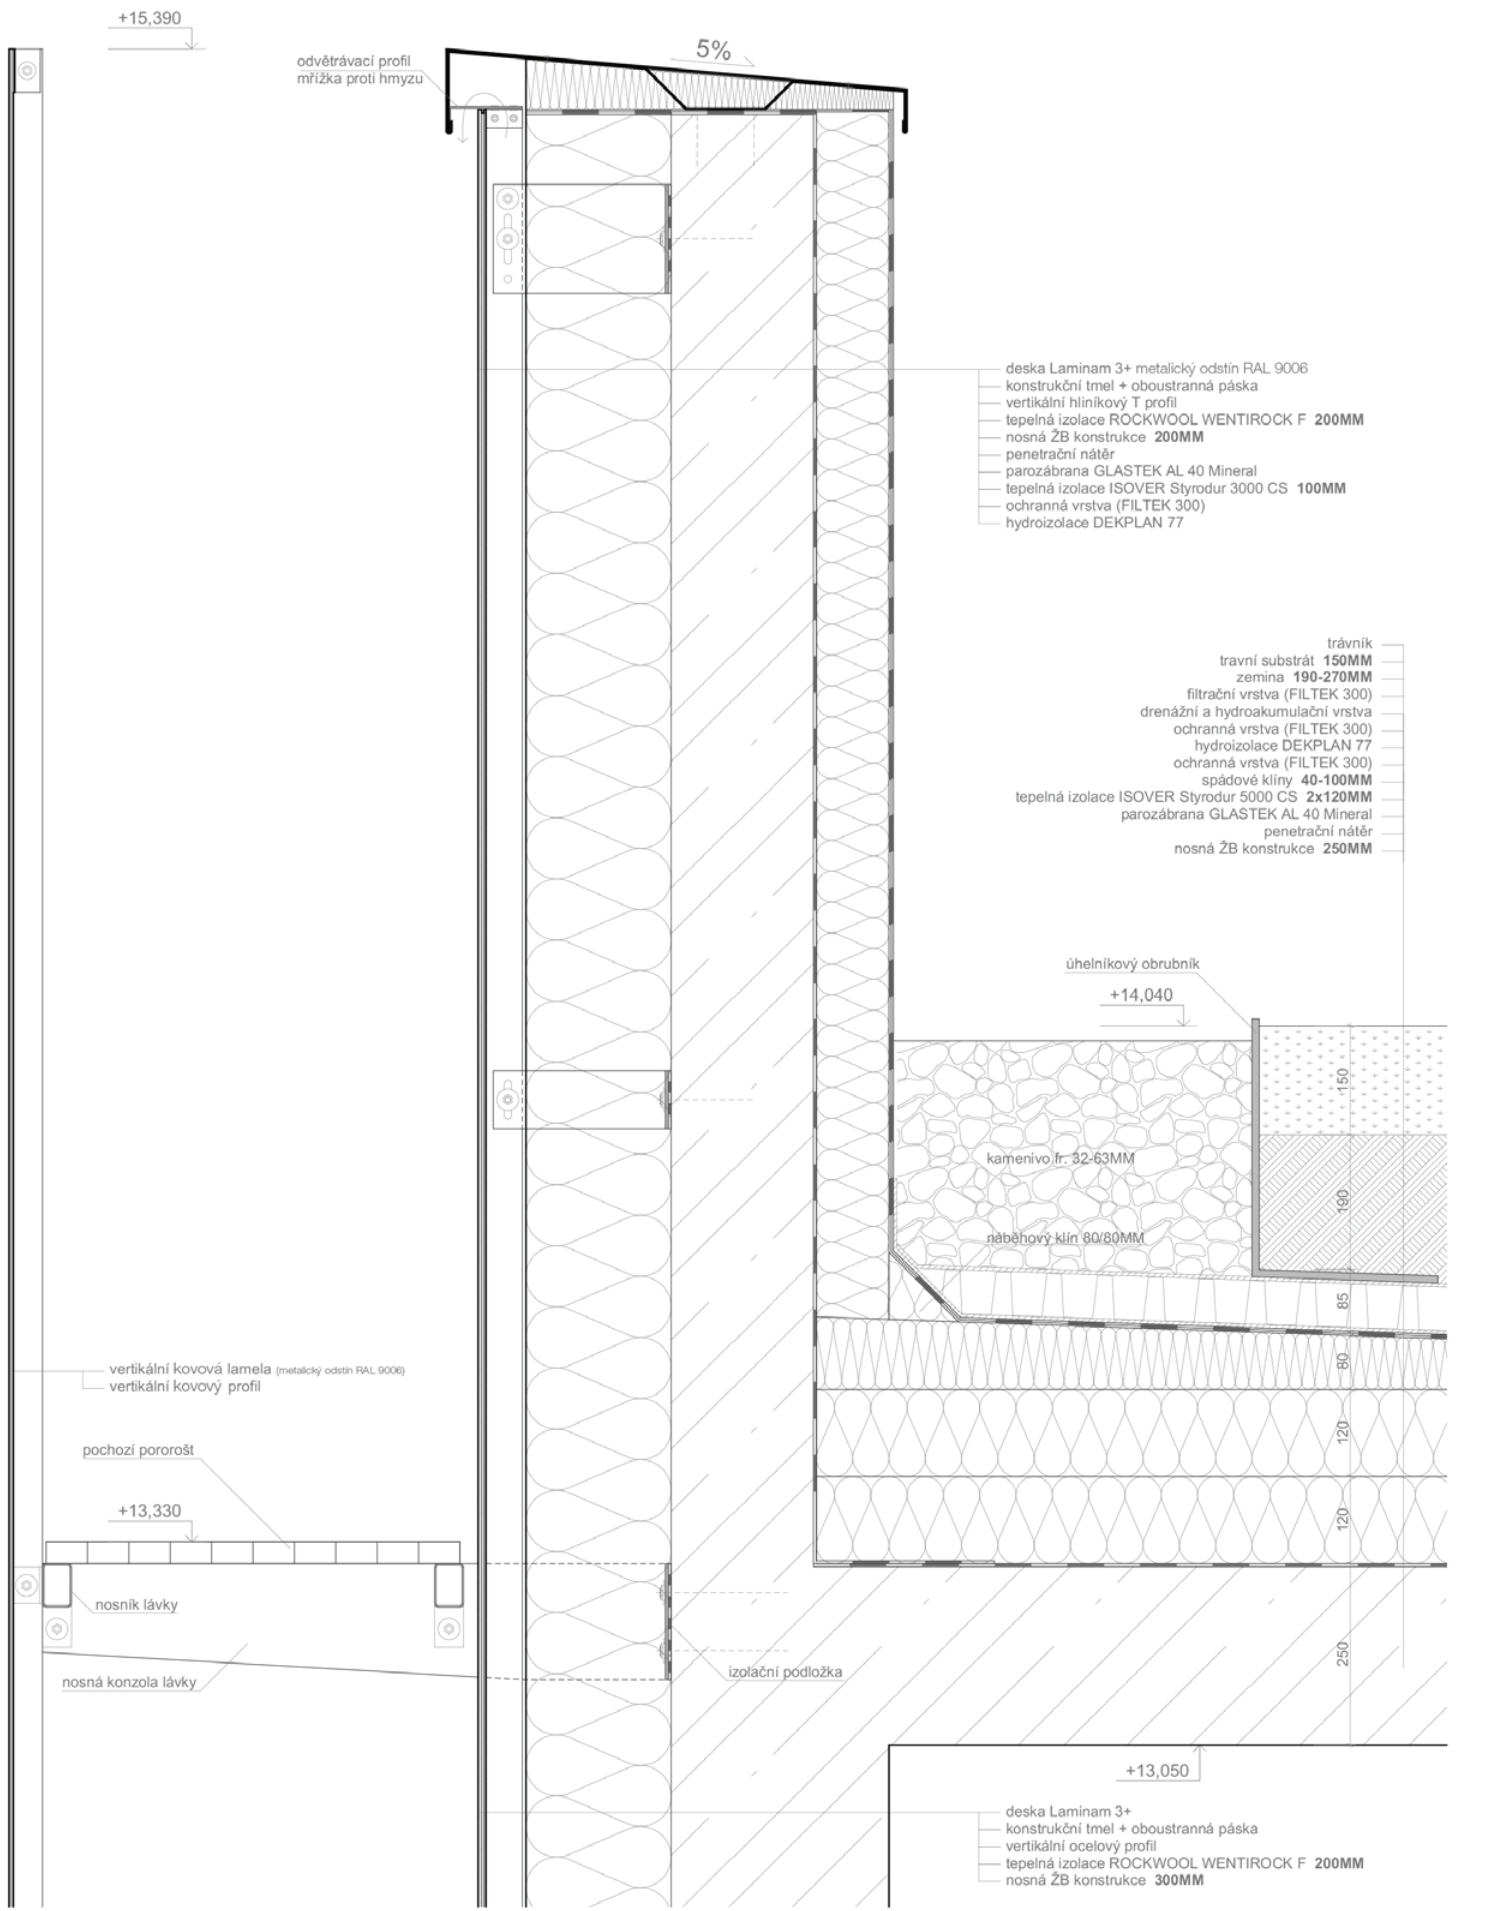 +15,390
odvětrávací profil
mřížka proti hmyzu
5%
deska Laminam 3+ metalický odstín RAL 9006
konstrukční tmel + oboustranná páska
vertikální hliníkový T profil
tepelná izolace ROCKWOOL WENTIROCK F 200MM
nosná ŽB konstrukce 200MM
penetrační nátěr
parozábrana GLASTEK AL 40 Mineral
tepelná izolace ISOVER Styrodur 3000 CS 100MM
ochranná vrstva (FILTEK 300)
hydroizolace DEKPLAN 77
trávník
travní substrát 150MM
zemina 190-270MM
filtrační vrstva (FILTEK 300)
drenážní a hydroakumulační vrstva
ochranná vrstva (FILTEK 300)
hydroizolace DEKPLAN 77
ochranná vrstva (FILTEK 300)
spádové klíny 40-100MM
tepelná izolace ISOVER Styrodur 5000 CS 2x120MM
parozábrana GLASTEK AL 40 Mineral
penetrační nátěr
nosná ŽB konstrukce 250MM
úhelníkový obrubník
+14,040
150
kamenivo fr. 32-63MM
190
náběhový klín 80/80MM
85
80
120
120
250
vertikální kovová lamela (metalický odstín RAL 9006)
vertikální kovový profil
pochozí pororošt
+13,330
nosník lávky
nosná konzola lávky
izolační podložka
+13,050
deska Laminam 3+
konstrukční tmel + oboustranná páska
vertikální ocelový profil
tepelná izolace ROCKWOOL WENTIROCK F 200MM
nosná ŽB konstrukce 300MM